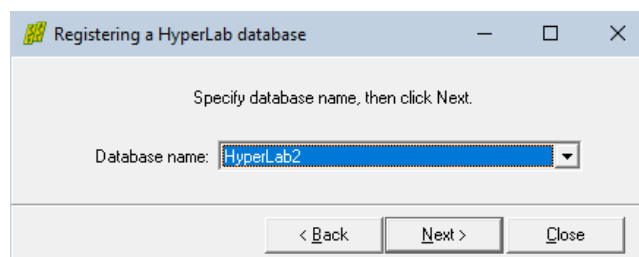 Registering a HyperLab database
Specify database name, then click Next.
Database name: HyperLab2
< Back Next > Close